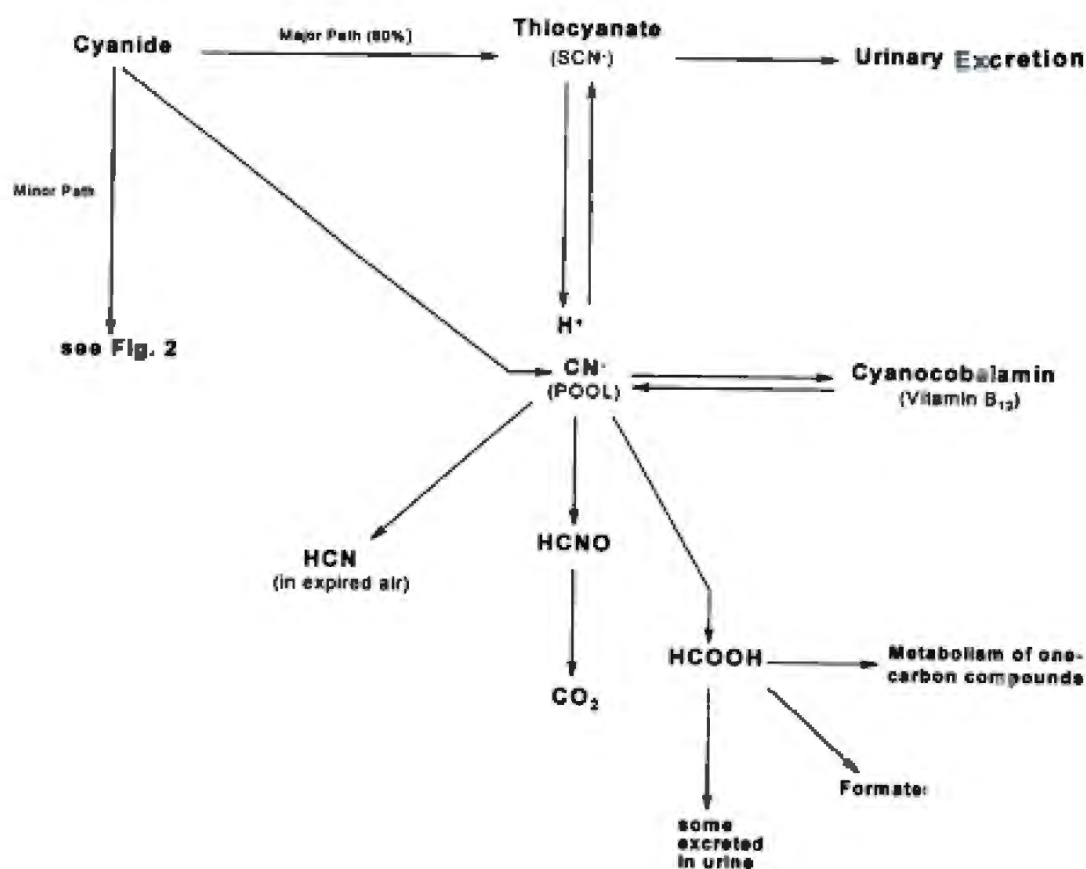 Cyanide
Major Path (80%)
Thiocyanate
(SCN-)
Urinary Excretion
Minor Path
see Fig. 2
H+
CN-
(POOL)
Cyanocobalamin
(Vitamin B12)
HCN
(in expired air)
HCNO
CO2
HCOOH
Metabolism of one-
carbon compounds
Formate
some
excreted
in urine